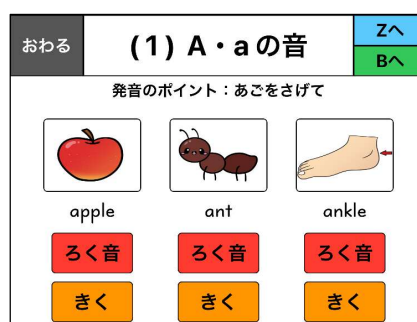 おわる
(1) A・aの音
Zへ
Bへ
発音のポイント：あごをさげて
apple ant ankle
ろく音 ろく音 ろく音
きく きく きく